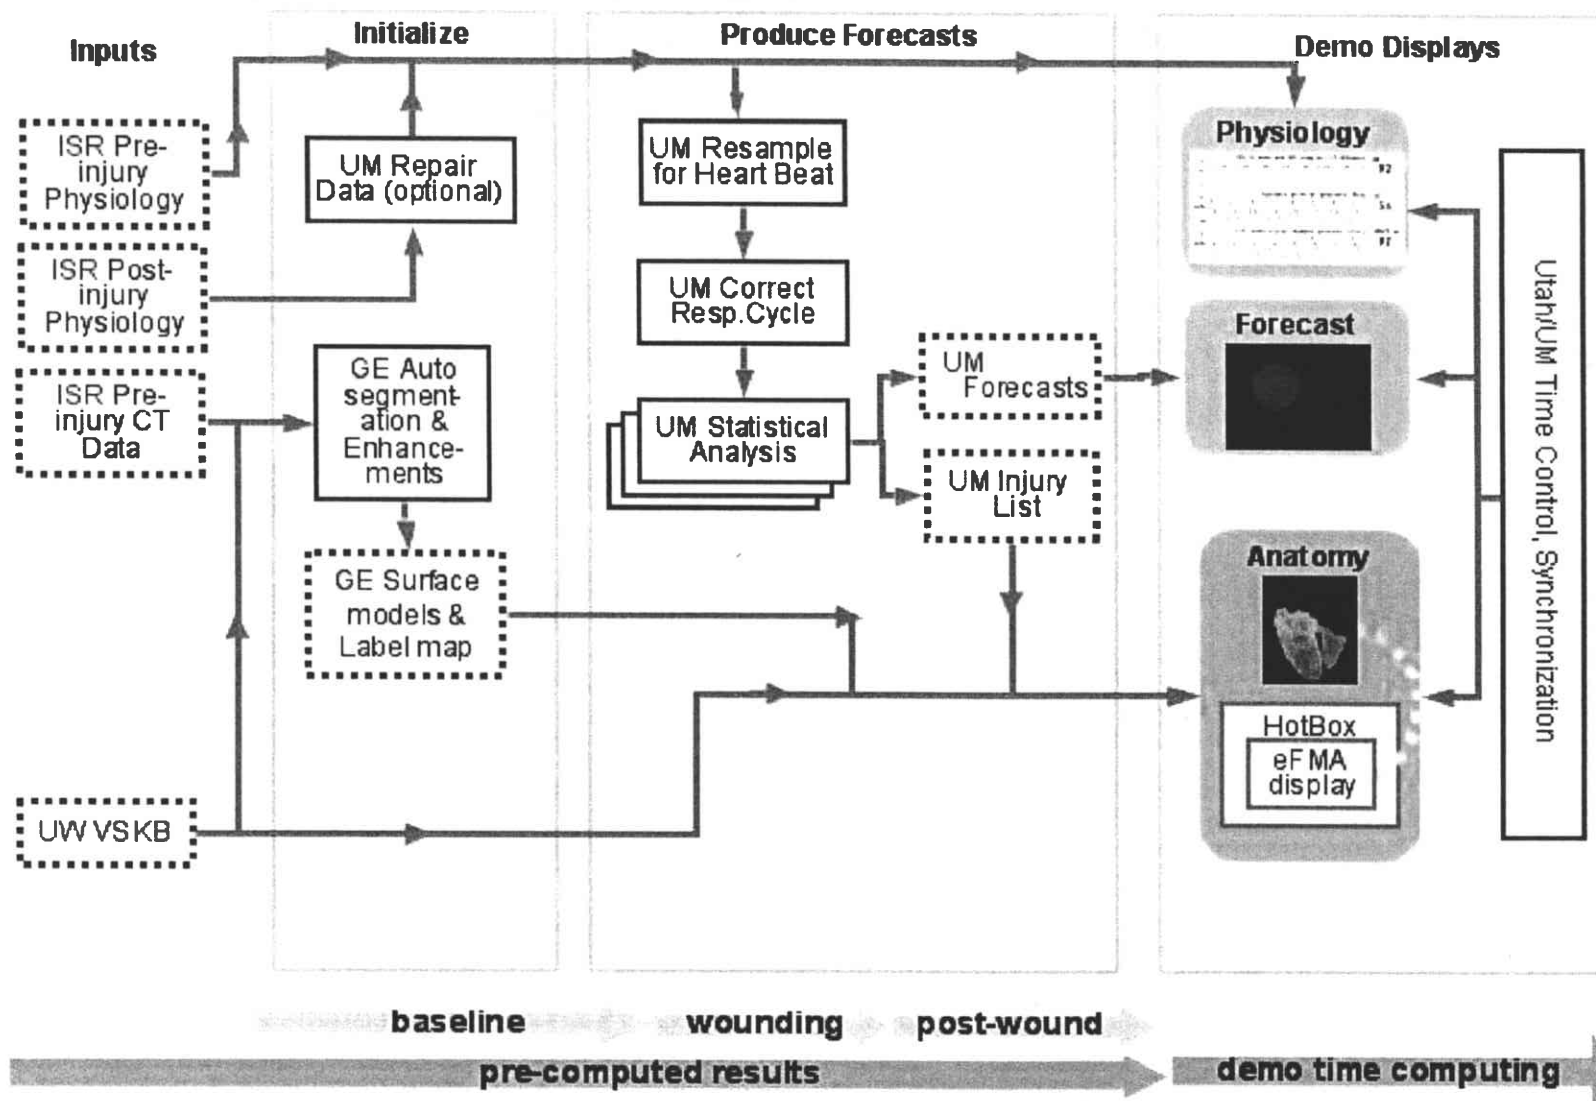 Inputs
Initialize
Produce Forecasts
Demo Displays
ISR Pre-
injury
Physiology
ISR Post-
injury
Physiology
ISR Pre-
injury CT
Data
UW VSKB
UM Repair
Data (optional)
GE Auto
segment-
ation &
Enhance-
ments
GE Surface
models &
Label map
UM Resample
for Heart Beat
UM Correct
Resp.Cycle
UM Statistical
Analysis
UM
Forecasts
UM Injury
List
Physiology
Forecast
Anatomy
HotBox
eFMA
display
Utah/UM Time Control, Synchronization
baseline
wounding
post-wound
pre-computed results
demo time computing